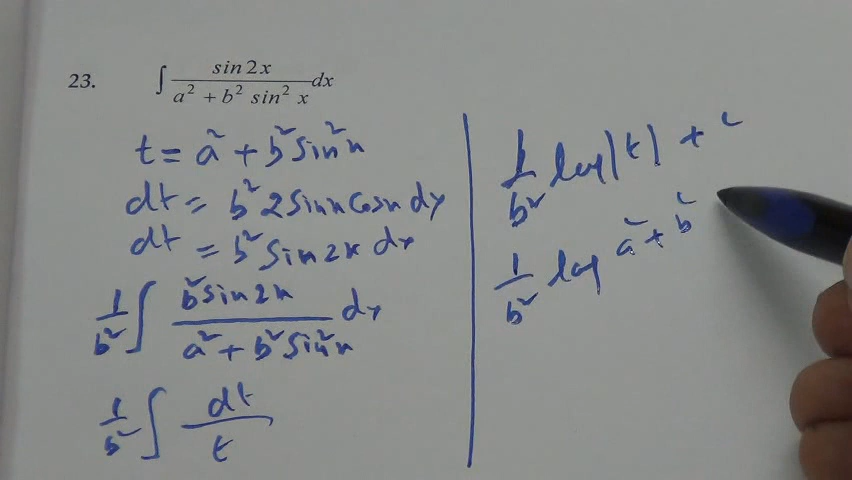 23. ∫ sin 2x / a² + b² sin² x dx
t = a² + b² sin² x
dt = b² 2 sin x cos x dx
dt = b² sin 2x dx
1/b² ∫ b² sin 2x / a² + b² sin² x dx
1/b² ∫ dt / t
1/b² log |t| + c
1/b² log a² + b²